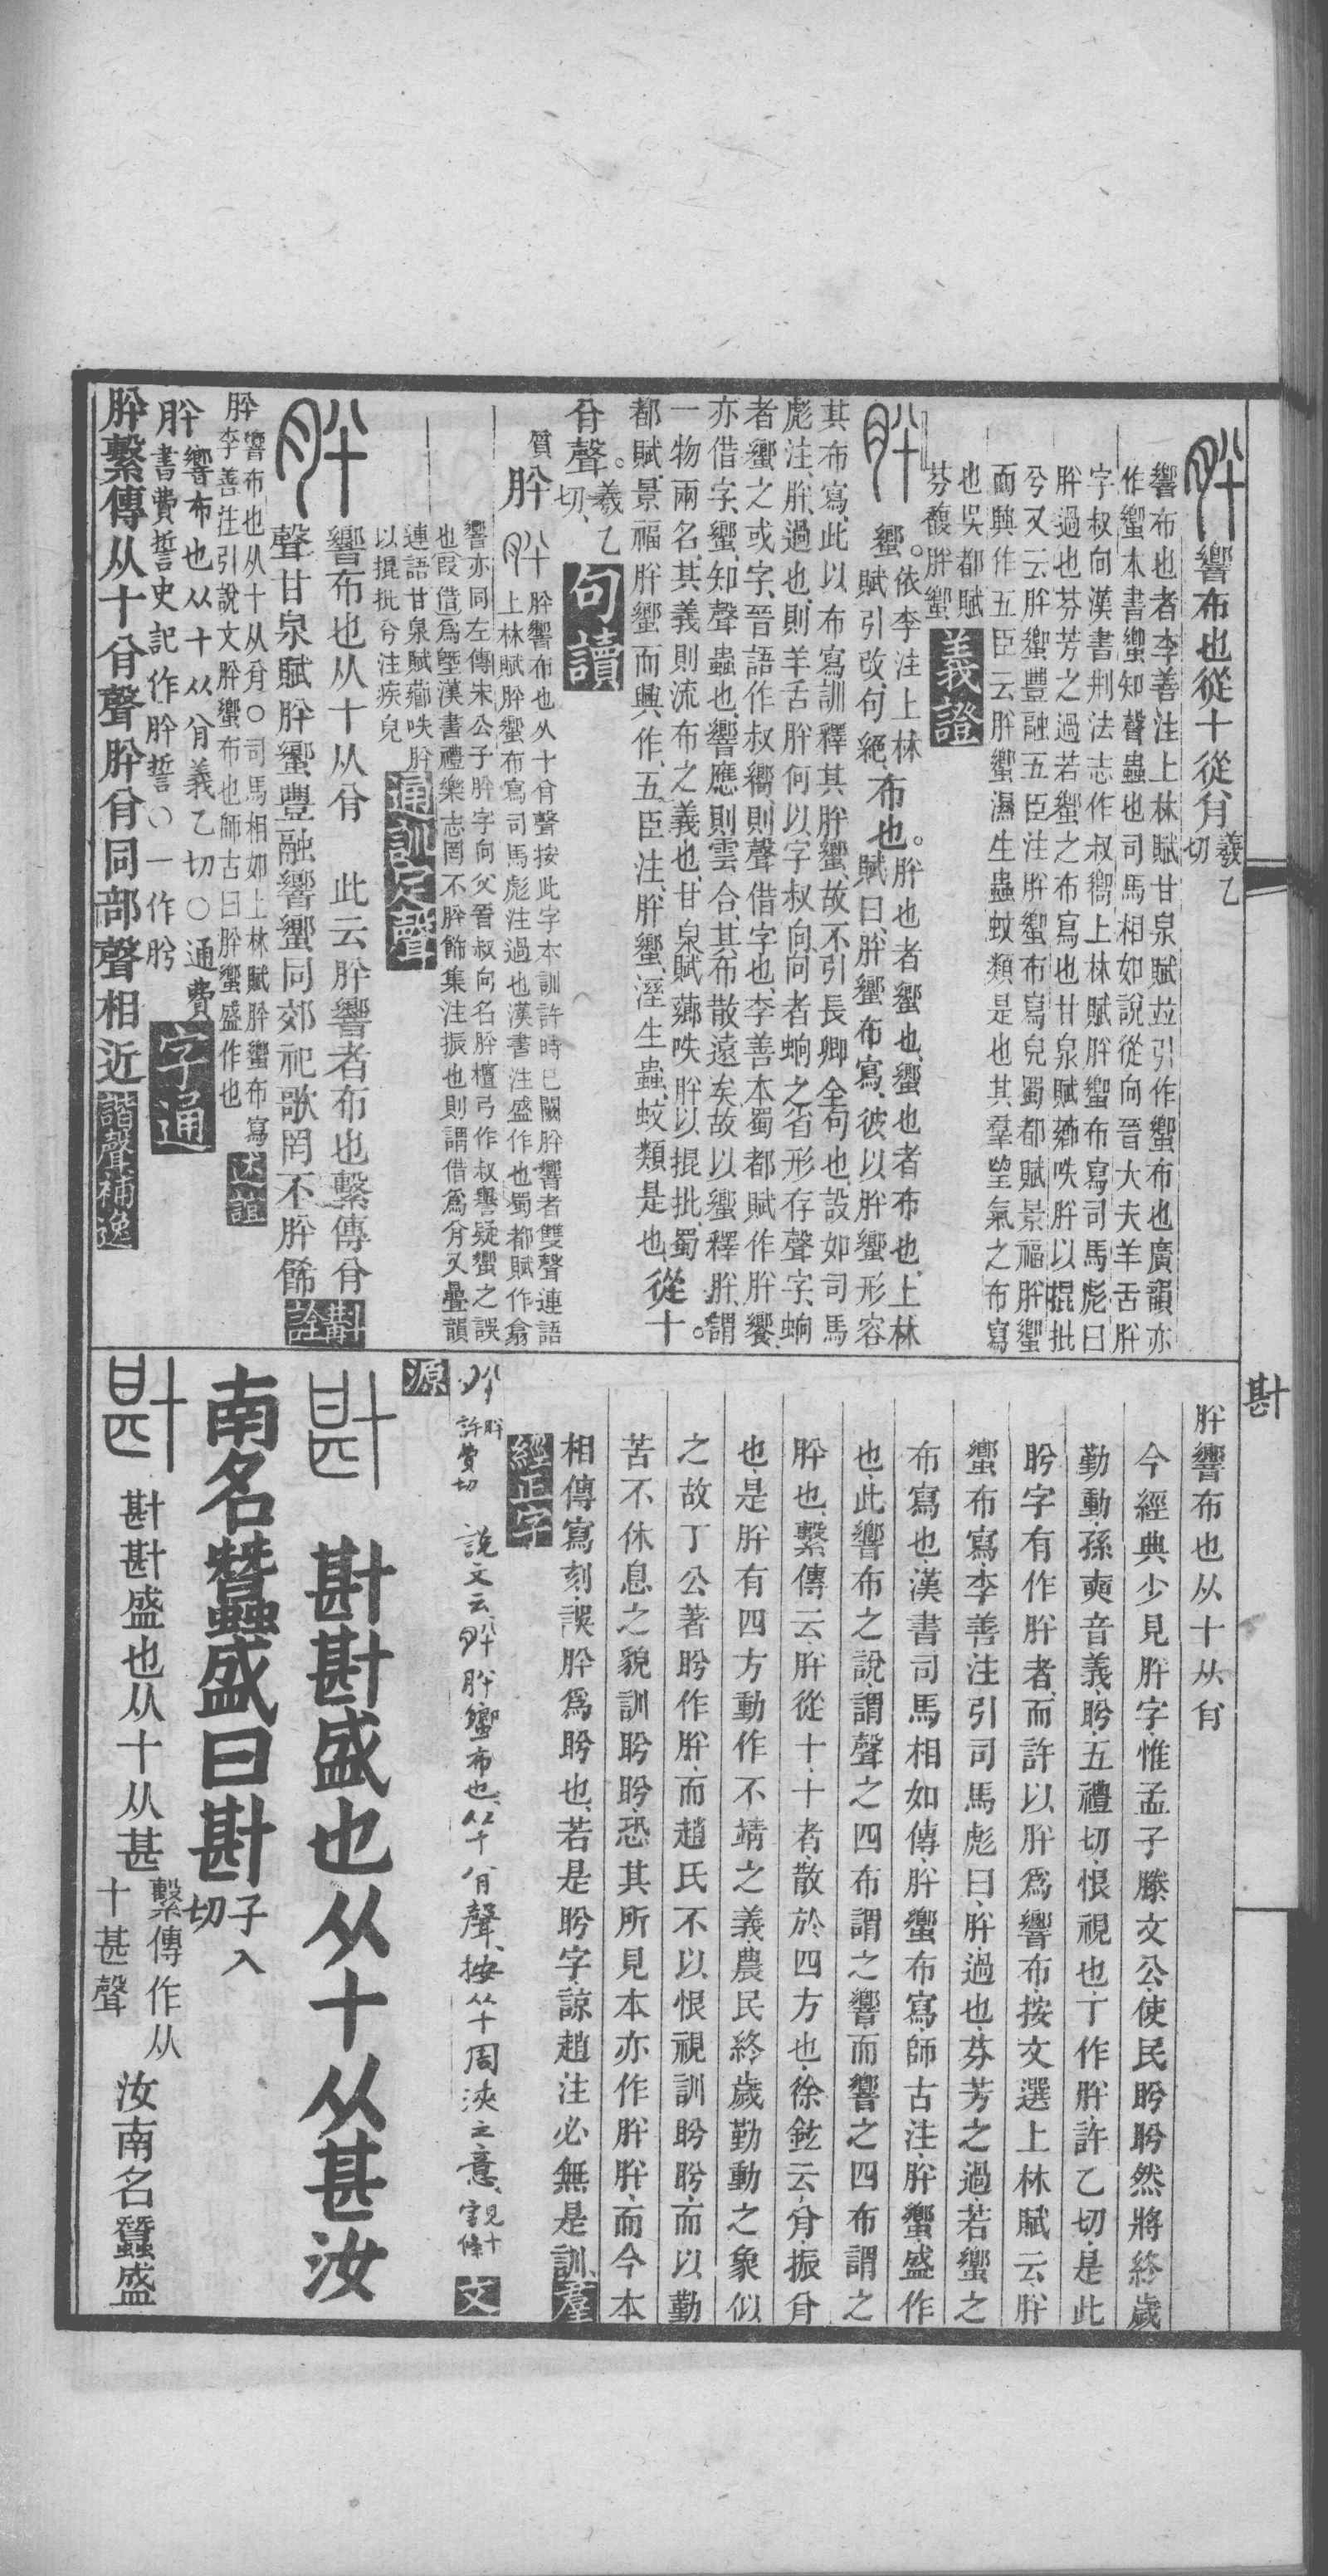 響布也從十從㕣
羲乙切
響布也者李善注上林賦甘泉賦竝引作蠁布也廣韻亦
作蠁本書蠁知聲蟲也司馬相如說從向晉大夫羊舌肸
字叔向漢書刑法志作叔嚮上林賦肸蠁布寫司馬彪曰
肸過也芬芳之過若蠁之布寫也甘泉賦薌呹肸以掍批
兮又云肸蠁豐融五臣注肸蠁布寫皃蜀都賦景福肸蠁
而興作五臣云肸蠁濕生蟲蚊類是也其羣望氣之布寫
也吳都賦
芬馥肸蠁
義證
蠁。依李注上林
賦引改句絕
布也。
肸也者蠁也蠁也者布也上林
賦曰肸蠁布寫彼以肸蠁形容
其布寫此以布寫訓釋其肸蠁故不引長卿全句也設如司馬
彪注肸過也則羊舌肸何以字叔向向者蚼之省形存聲字蚼
者蠁之或字晉語作叔嚮則聲借字也李善本蜀都賦作肸饗
亦借字蠁知聲蟲也響應則雲合其布散遠矣故以蠁釋肸謂
一物兩名其義則流布之義也甘泉賦薌呹肸以掍批蜀
都賦景福肸蠁而興作五臣注肸蠁溼生蟲蚊類是也
從十。
㕣聲。
羲乙切
句讀
質
肸
肸響布也从十㕣聲按此字本訓許時已闕肸響者雙聲連語
上林賦肸蠁布寫司馬彪注過也漢書注盛作也蜀都賦作翕
響亦同左傳宋公子肸字向父晉叔向名肸檀弓作叔譽疑蠁之誤
也叚借爲墍漢書禮樂志罔不肸飾集注振也則謂借爲㕣又疊韻
連語甘泉賦薌呹肸
以掍批兮注疾皃
通訓定聲
響布也从十从㕣 此云肸響者布也繫傳㕣
聲甘泉賦肸蠁豐融響蠁同郊祀歌罔不肸飾
斠詮
肸響布也从十从㕣○司馬相如上林賦肸蠁布寫
李善注引說文肸蠁布也師古曰肸蠁盛作也
述誼
肸響布也从十从㕣羲乙切○通費
書費誓史記作肸誓○一作肹
字通
肸繫傳从十㕣聲肸㕣同部聲相近
諧聲補逸
肸響布也从十从㕣
今經典少見肸字惟孟子滕文公使民盻盻然將終歲
勤動孫奭音義盻五禮切恨視也丁作肸許乙切是此
盻字有作肸者而許以肸爲響布按文選上林賦云肸
蠁布寫李善注引司馬彪曰肸過也芬芳之過若蠁之
布寫也漢書司馬相如傳肸蠁布寫師古注肸蠁盛作
也此響布之說謂聲之四布謂之響而響之四布謂之
肸也繫傳云肸從十十者散於四方也徐鉉云㕣振㕣
也是肸有四方動作不靖之義農民終歲勤動之象似
之故丁公著盻作肸而趙氏不以恨視訓盻盻而以勤
苦不休息之貌訓盻盻恐其所見本亦作肸肸而今本
相傳寫刻誤肸爲盻也若是盻字諒趙注必無是訓
羣經正字
肸許費切
說文云肸肸蠁布也从十㕣聲按从十周浹之意見十字條
文源
斟
斟斟盛也从十从甚汝
南名蠶盛曰斟
子入切
斟斟盛也从十从甚
繫傳作从十甚聲
汝南名蠶盛